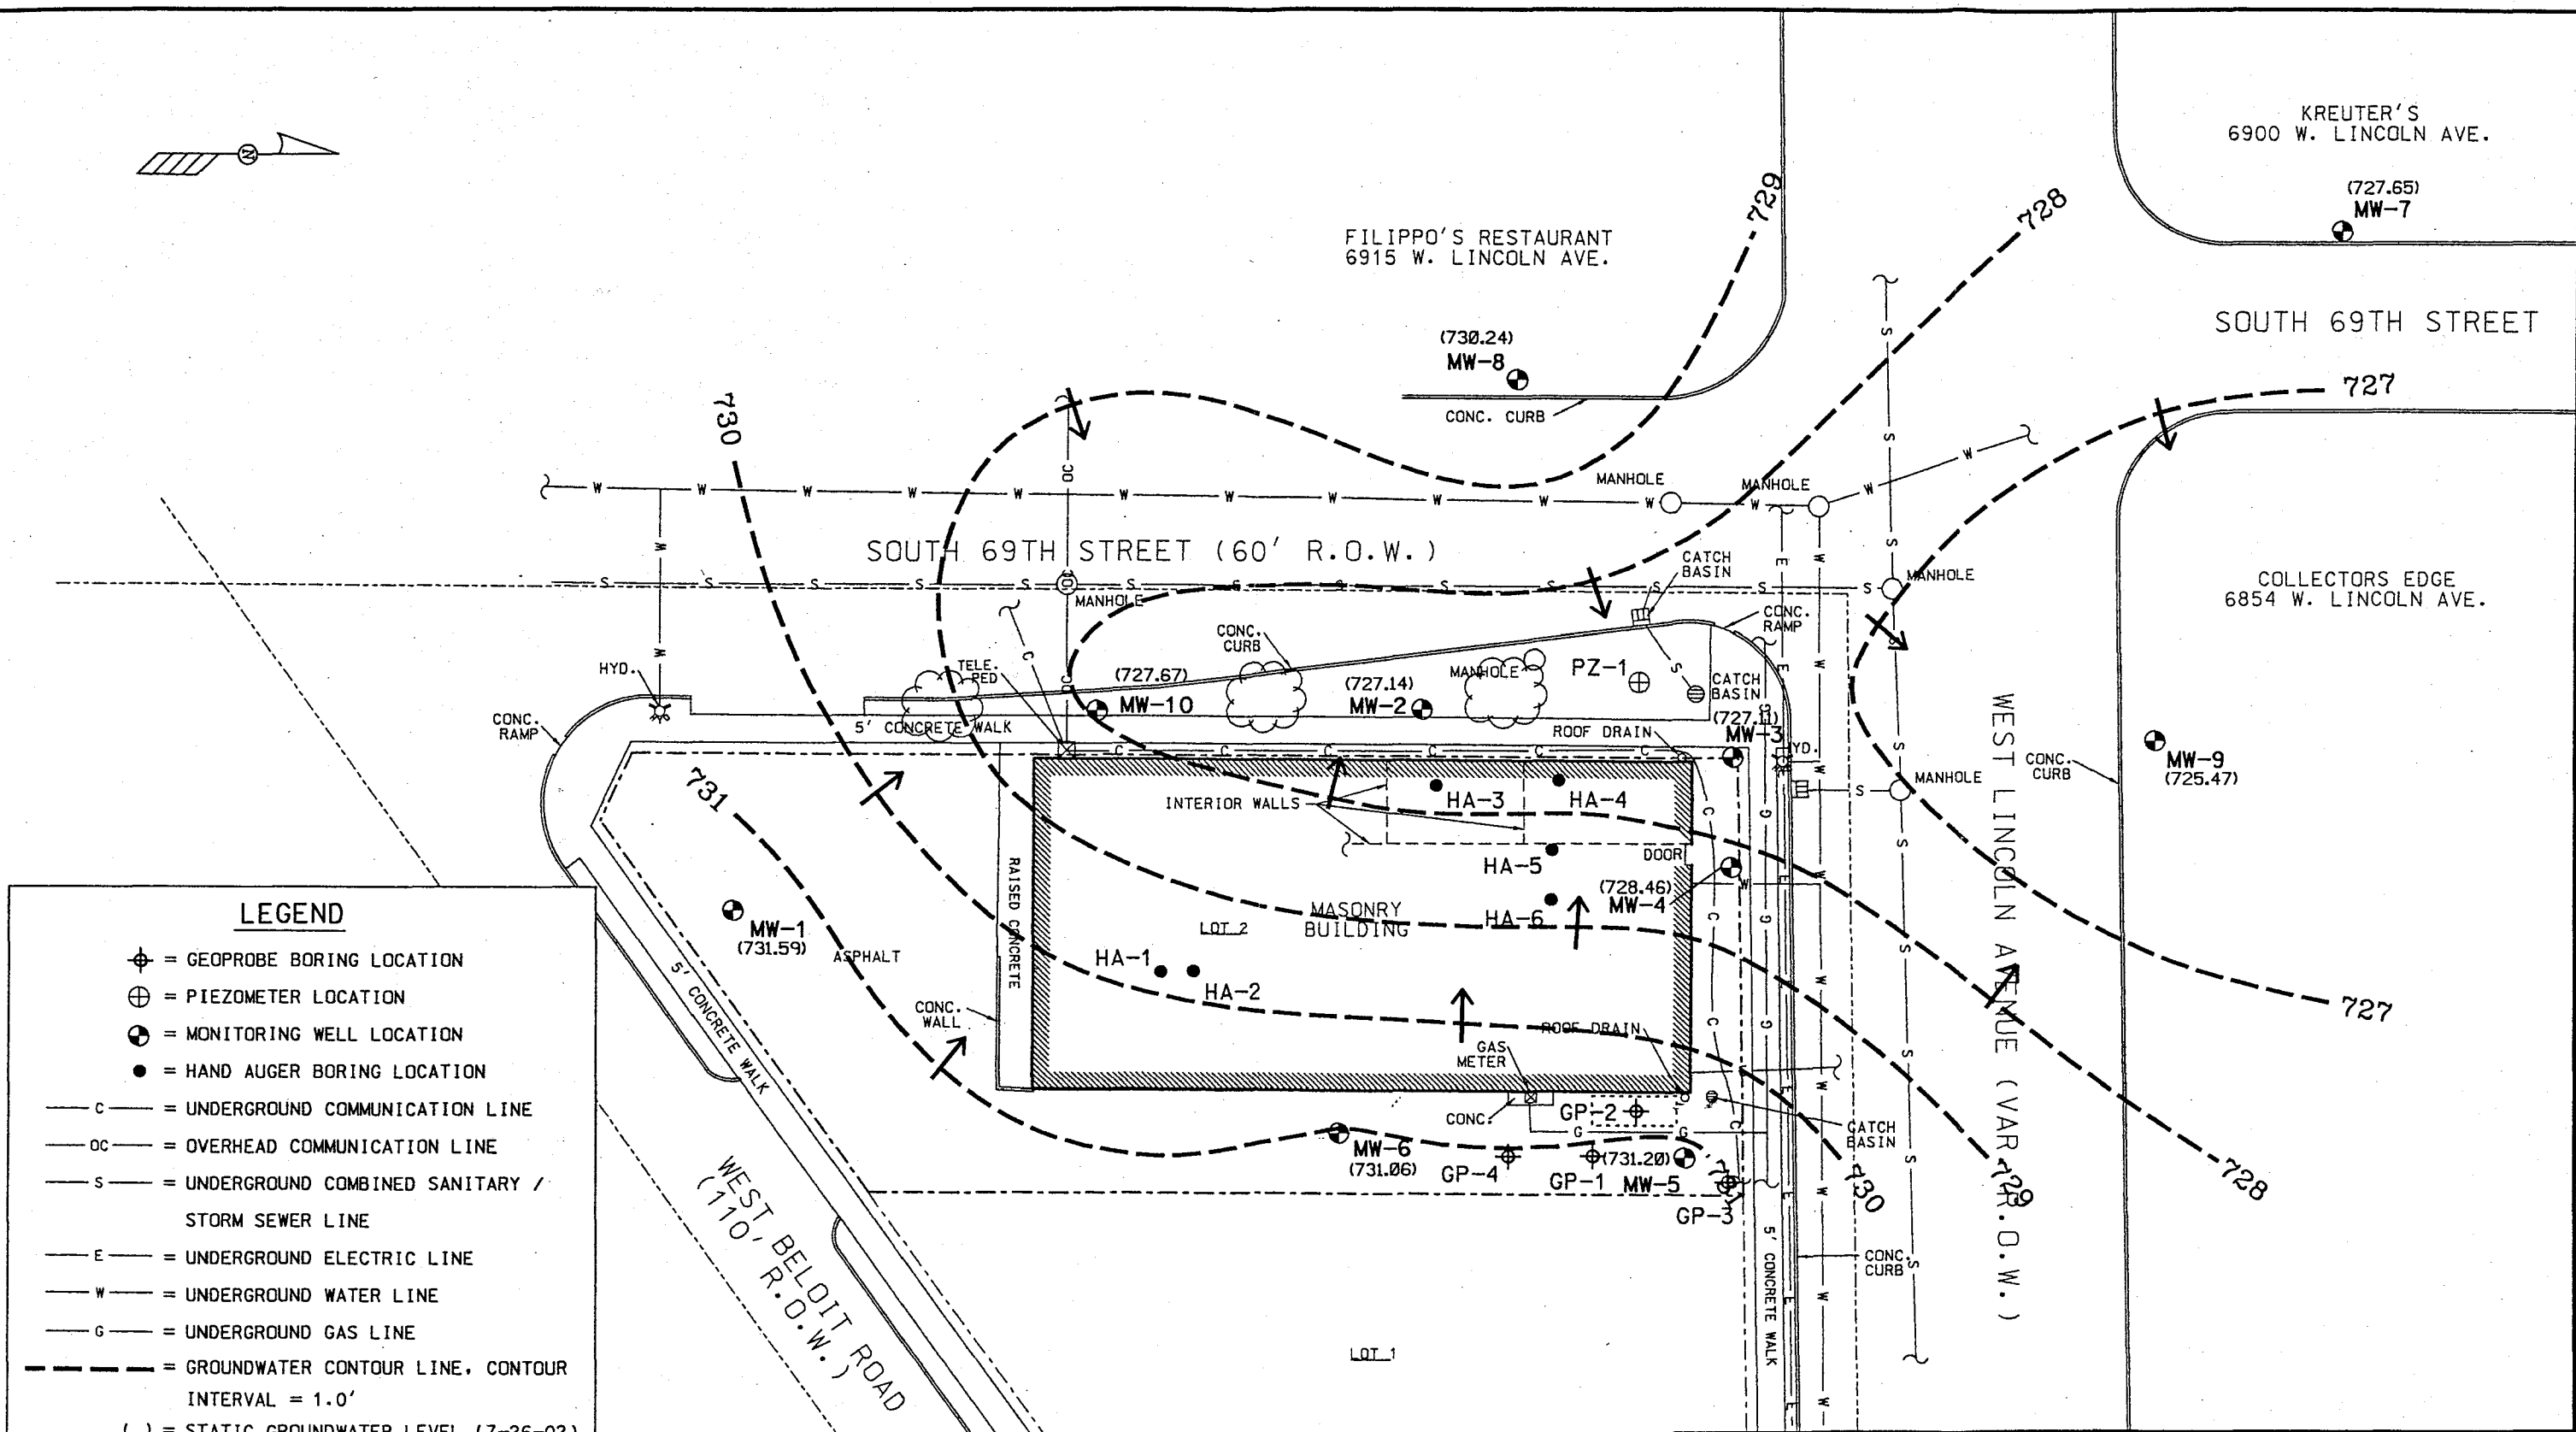 KREUTER'S
6900 W. LINCOLN AVE.
(727.65)
MW-7
N
729
728
FILIPPO'S RESTAURANT
6915 W. LINCOLN AVE.
SOUTH 69TH STREET
(730.24)
MW-8
CONC. CURB
727
730
OC
MANHOLE
MANHOLE
W W W W W W W W W W W W W
SOUTH 69TH STREET (60' R.O.W.)
CATCH
BASIN
S S S S S S S S S S S S
MANHOLE
MANHOLE
COLLECTORS EDGE
6854 W. LINCOLN AVE.
CONC.
RAMP
CONC.
CURB
HYD.
TELE.
PED
(727.67)
MW-10
(727.14)
MW-2
MANHOLE
PZ-1
CATCH
BASIN
CONC.
RAMP
5' CONCRETE WALK
ROOF DRAIN
(727.11)
MW-3
HYD.
MW-9
(725.47)
CONC.
CURB
MANHOLE
731
INTERIOR WALLS
HA-3
HA-4
HA-5
DOOR
(728.46)
MW-4
HA-6
MASONRY
BUILDING
LOT 2
RAISED CONCRETE
WEST LINCOLN AVENUE (VAR. R.O.W.)
MW-1
(731.59)
ASPHALT
HA-1
HA-2
CONC.
WALL
ROOF DRAIN
GAS
METER
CONC.
GP-2
CATCH
BASIN
727
MW-6
(731.06)
GP-4
GP-1
(731.20)
MW-5
731
GP-3
730
729
728
5' CONCRETE WALK
5' CONCRETE WALK
CONC.
CURB
WEST BELOIT ROAD
(110' R.O.W.)
LOT 1
LEGEND
= GEOPROBE BORING LOCATION
= PIEZOMETER LOCATION
= MONITORING WELL LOCATION
= HAND AUGER BORING LOCATION
C = UNDERGROUND COMMUNICATION LINE
OC = OVERHEAD COMMUNICATION LINE
S = UNDERGROUND COMBINED SANITARY /
STORM SEWER LINE
E = UNDERGROUND ELECTRIC LINE
W = UNDERGROUND WATER LINE
G = UNDERGROUND GAS LINE
= GROUNDWATER CONTOUR LINE, CONTOUR
INTERVAL = 1.0'
( ) = STATIC GROUNDWATER LEVEL (7-26-02)